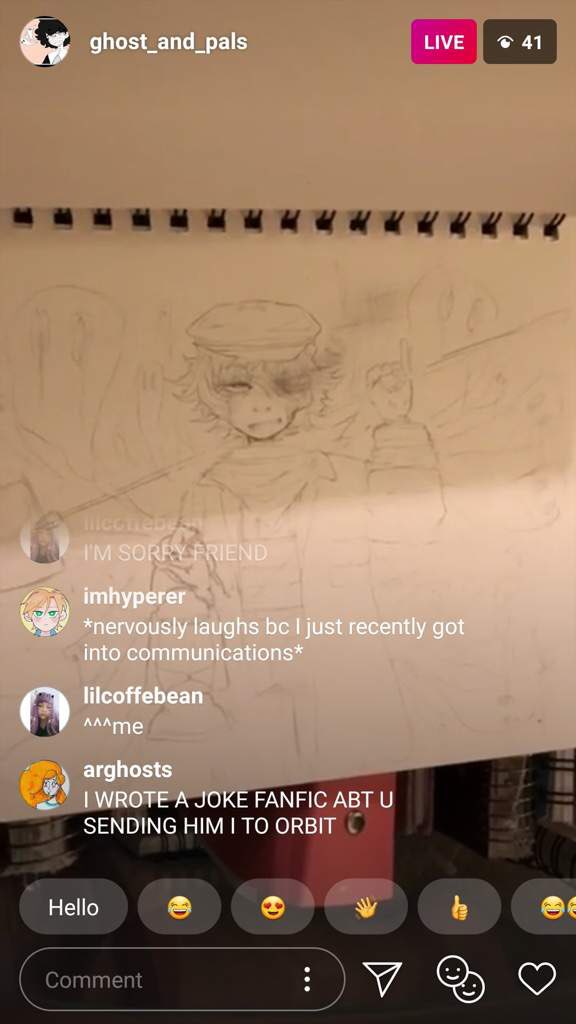 ghost_and_pals
LIVE
41
lilcoffebean
I'M SORRY FRIEND
imhyperer
*nervously laughs bc I just recently got
into communications*
lilcoffebean
^^^me
arghosts
I WROTE A JOKE FANFIC ABT U
SENDING HIM I TO ORBIT
Hello
Comment